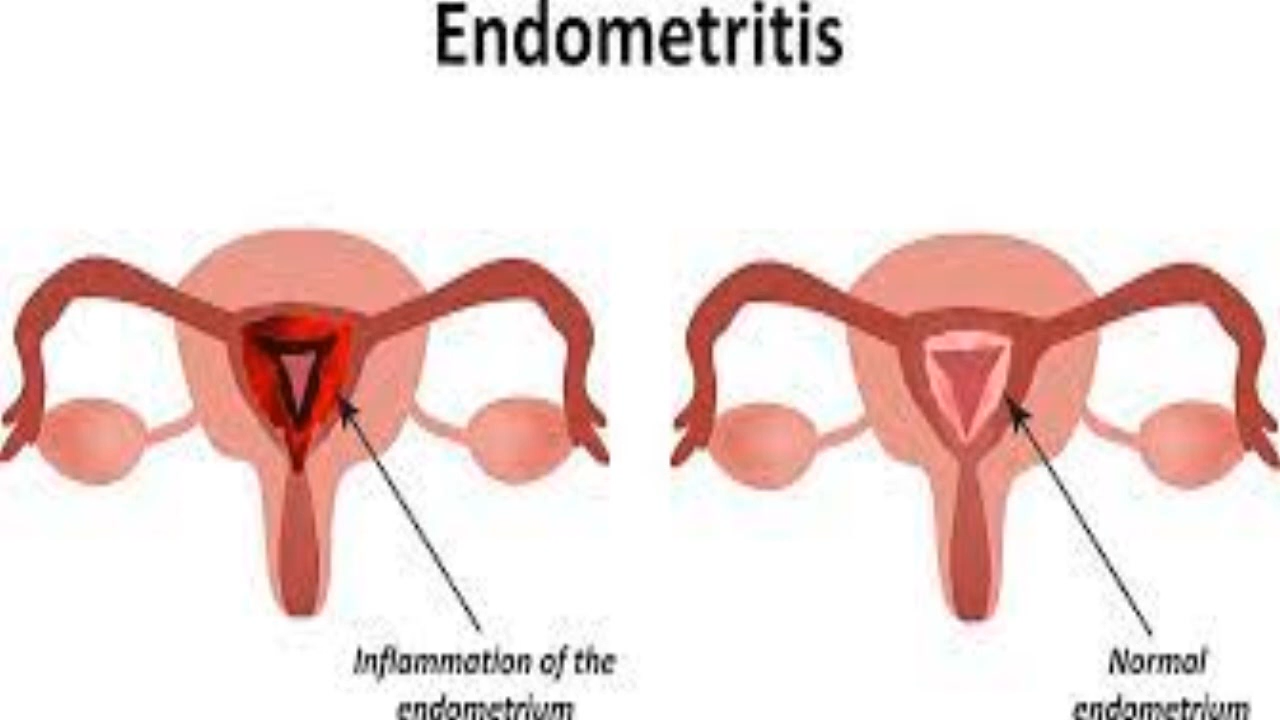 Endometritis
Inflammation of the
endometrium
Normal
endometrium